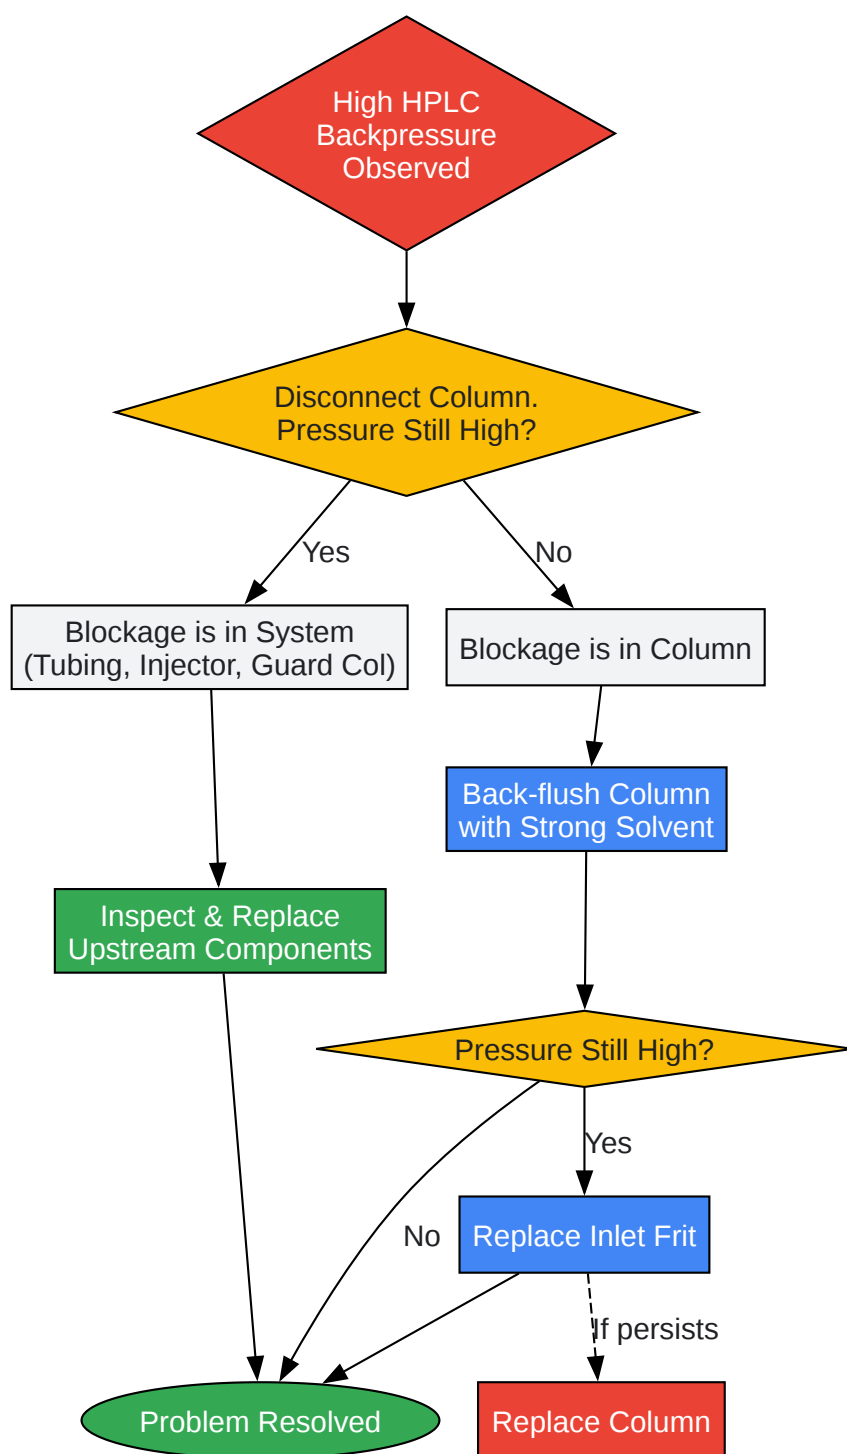 High HPLC
Backpressure
Observed
Disconnect Column.
Pressure Still High?
Yes
No
Blockage is in System
(Tubing, Injector, Guard Col)
Blockage is in Column
Back-flush Column
with Strong Solvent
Inspect & Replace
Upstream Components
Pressure Still High?
Yes
No
Replace Inlet Frit
If persists
Problem Resolved
Replace Column